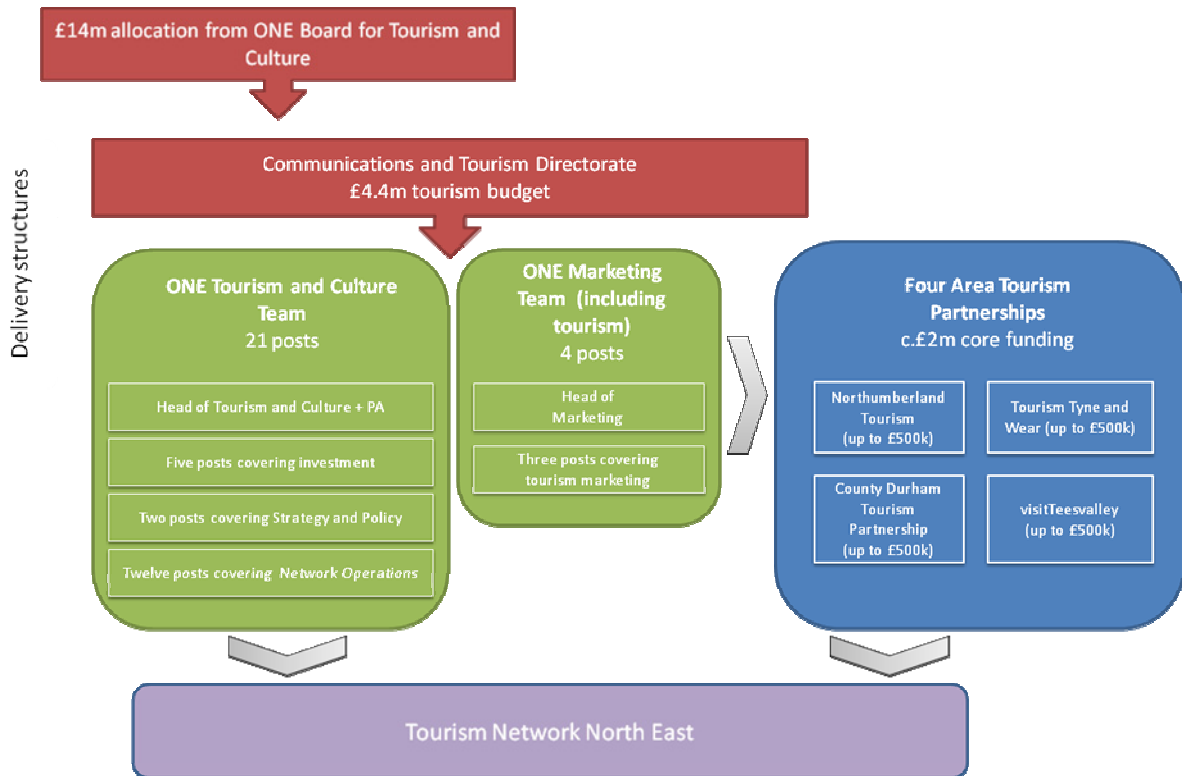 £14m allocation from ONE Board for Tourism and
Culture
Delivery structures
Communications and Tourism Directorate
£4.4m tourism budget
ONE Tourism and Culture
Team
21 posts
Head of Tourism and Culture + PA
Five posts covering investment
Two posts covering Strategy and Policy
Twelve posts covering Network Operations
ONE Marketing
Team (including
tourism)
4 posts
Head of
Marketing
Three posts covering
tourism marketing
Four Area Tourism
Partnerships
c.£2m core funding
Northumberland
Tourism
(up to £500k)
Tourism Tyne and
Wear (up to £500k)
County Durham
Tourism
Partnership
(up to £500k)
visitTeesvalley
(up to £500k)
Tourism Network North East